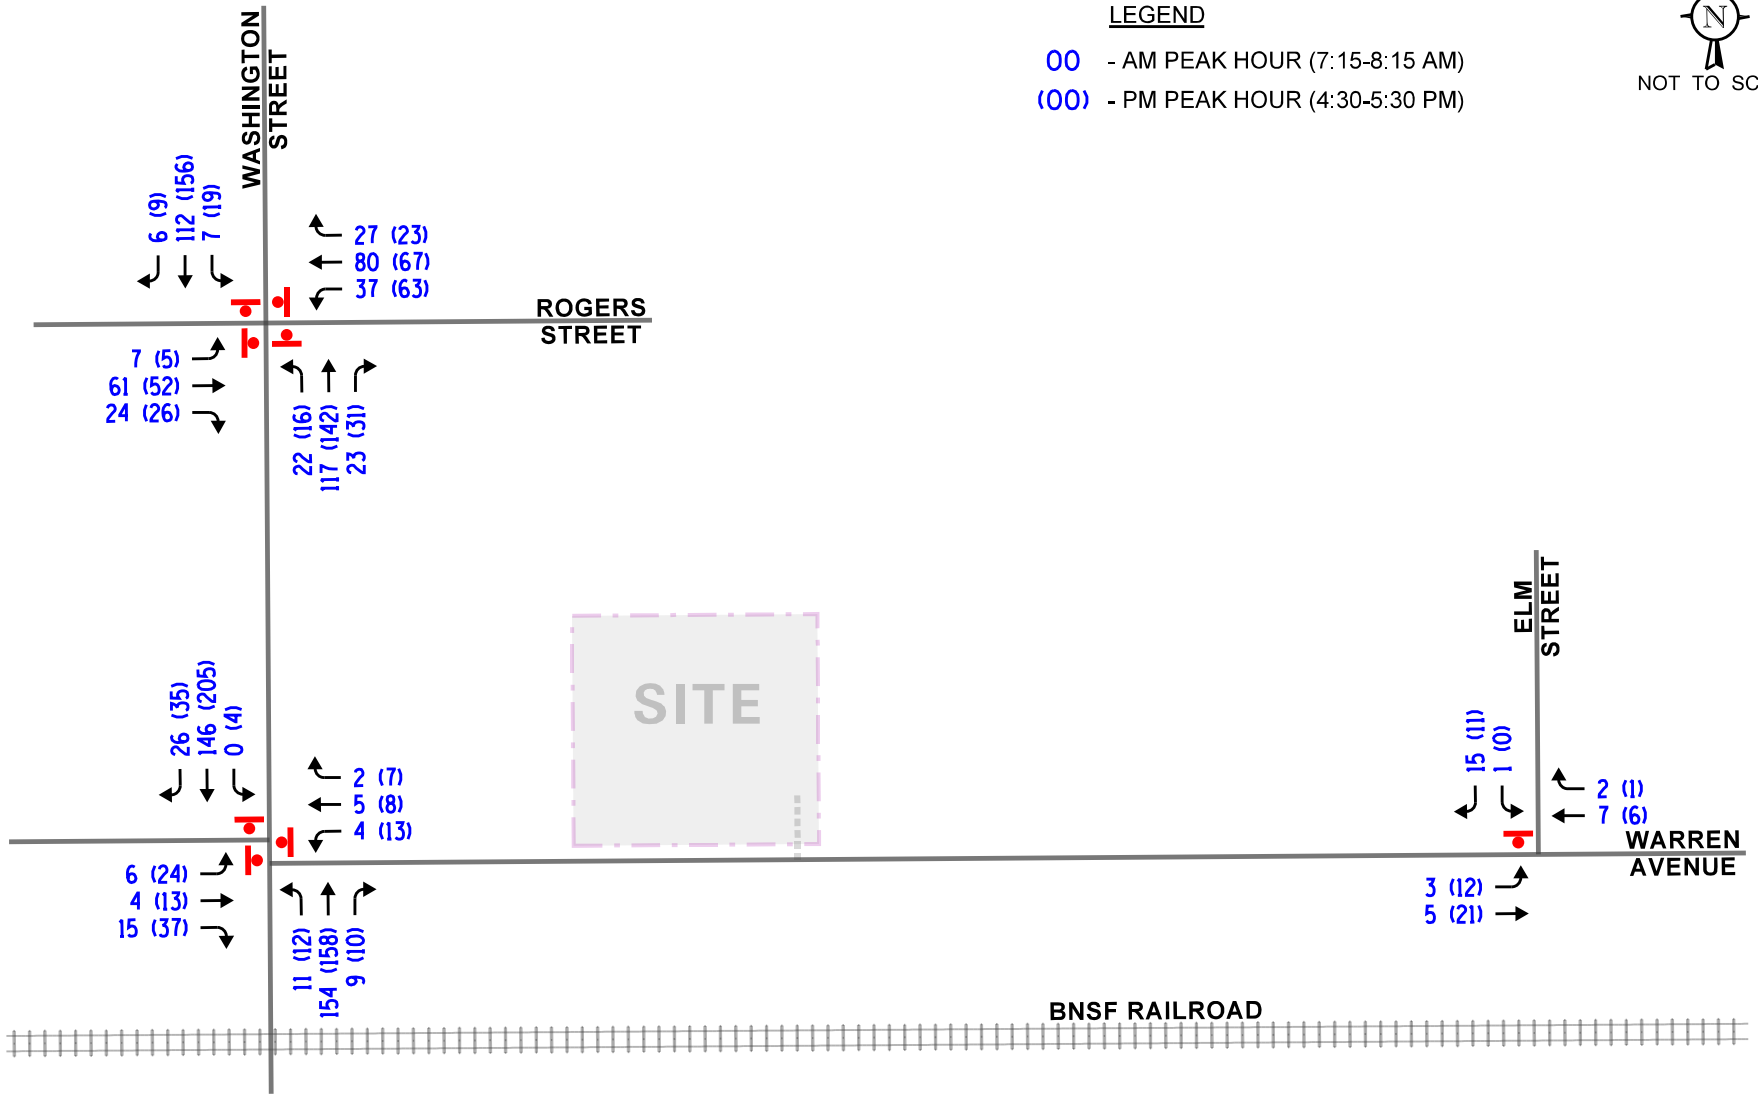 LEGEND
00 - AM PEAK HOUR (7:15-8:15 AM)
(00) - PM PEAK HOUR (4:30-5:30 PM)
N
NOT TO SC
WASHINGTON
STREET
6 (9)
112 (156)
7 (19)
27 (23)
80 (67)
37 (63)
ROGERS
STREET
7 (5)
61 (52)
24 (26)
22 (16)
117 (142)
23 (31)
SITE
ELM
STREET
26 (35)
146 (205)
0 (4)
2 (7)
5 (8)
4 (13)
15 (11)
1 (0)
2 (1)
7 (6)
WARREN
AVENUE
6 (24)
4 (13)
15 (37)
11 (12)
154 (158)
9 (10)
3 (12)
5 (21)
BNSF RAILROAD